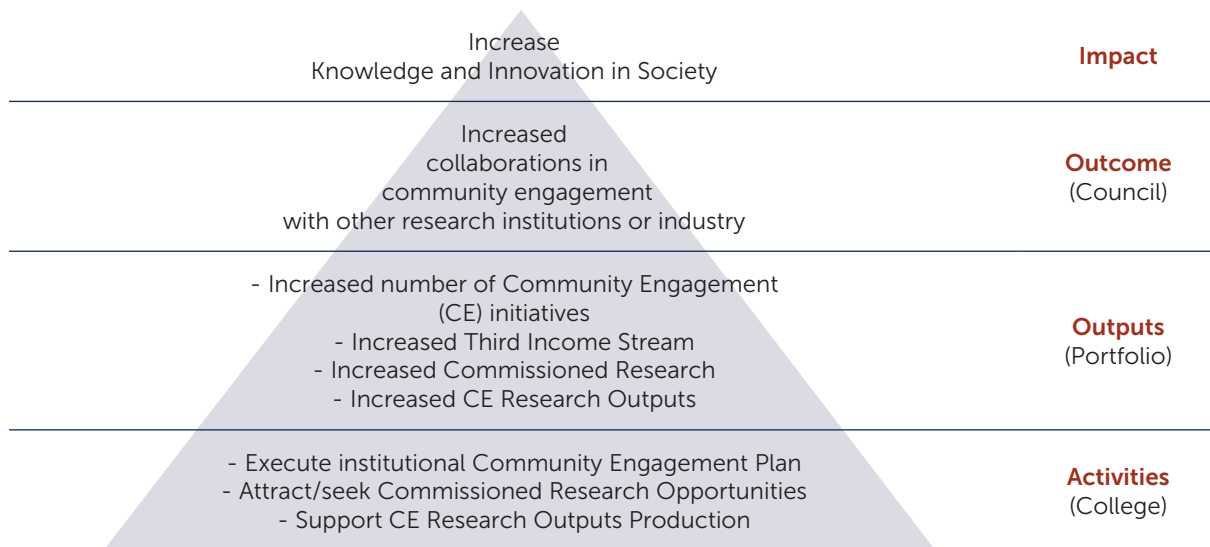 Increase
Knowledge and Innovation in Society
Impact
Increased
collaborations in
community engagement
with other research institutions or industry
Outcome
(Council)
- Increased number of Community Engagement
(CE) initiatives
- Increased Third Income Stream
- Increased Commissioned Research
- Increased CE Research Outputs
Outputs
(Portfolio)
- Execute institutional Community Engagement Plan
- Attract/seek Commissioned Research Opportunities
- Support CE Research Outputs Production
Activities
(College)